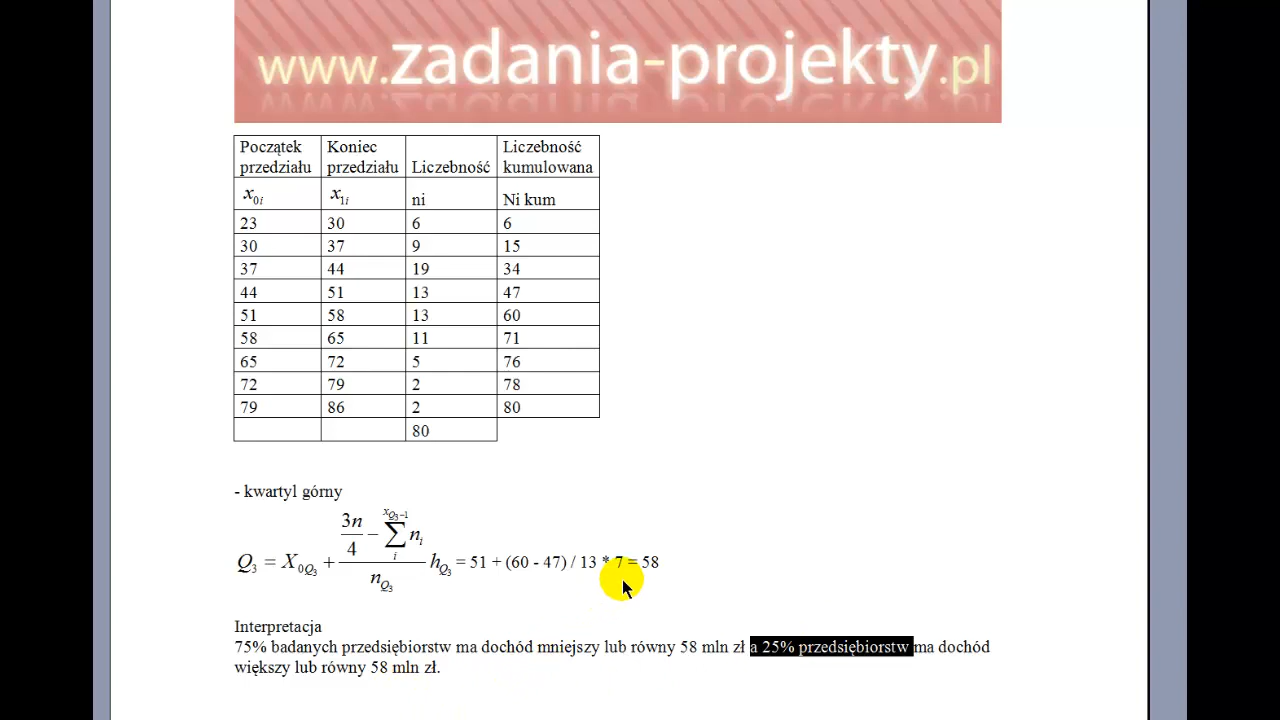 www.zadania-projekty.pl
Początek przedziału Koniec przedziału Liczebność Liczebność kumulowana
x0i x1i ni Ni kum
23 30 6 6
30 37 9 15
37 44 19 34
44 51 13 47
51 58 13 60
58 65 11 71
65 72 5 76
72 79 2 78
79 86 2 80
80
- kwartyl górny
Q3 = X0Q3 + (3n/4 − ∑ i xQ3−1 ni) / nQ3 hQ3 = 51 + (60 - 47) / 13 * 7 = 58
Interpretacja
75% badanych przedsiębiorstw ma dochód mniejszy lub równy 58 mln zł a 25% przedsiębiorstw ma dochód
większy lub równy 58 mln zł.